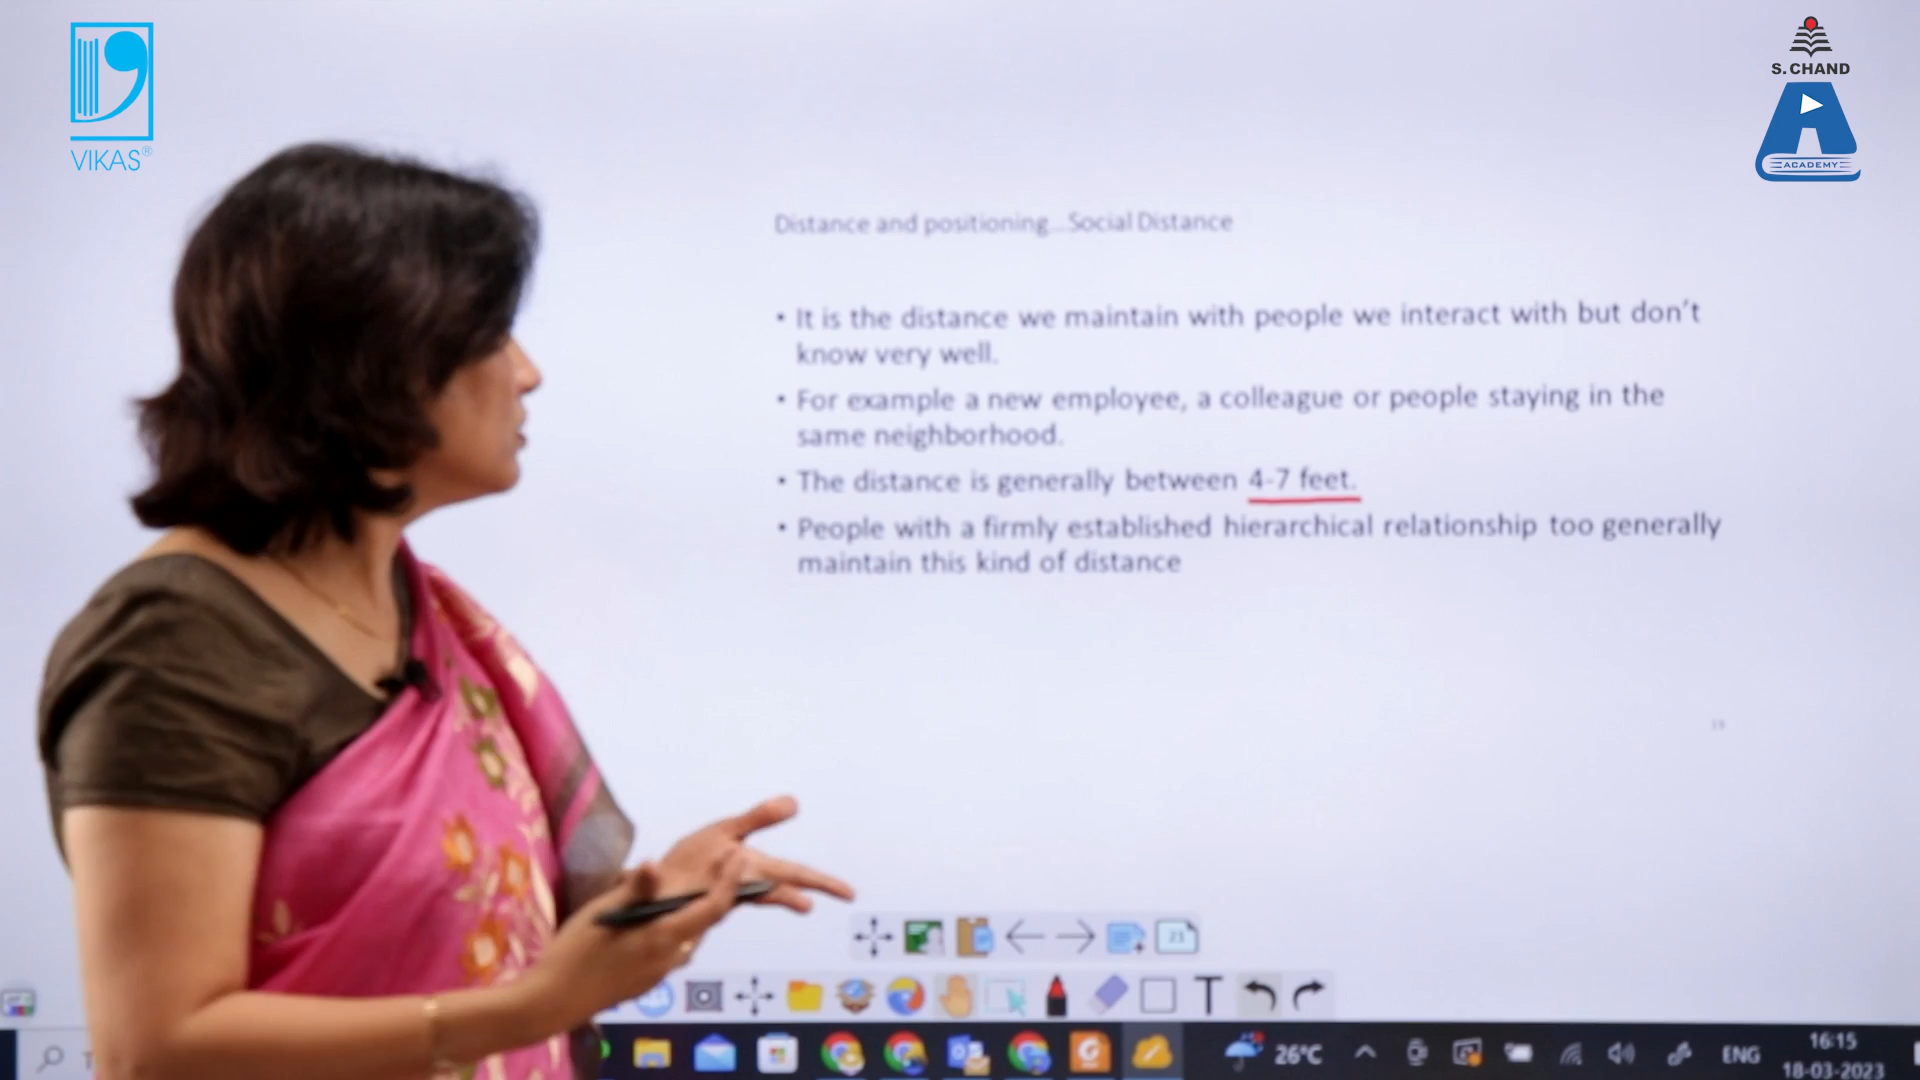 VIKAS®
S. CHAND
ACADEMY
Distance and positioning...Social Distance
• It is the distance we maintain with people we interact with but don't
know very well.
• For example a new employee, a colleague or people staying in the
same neighborhood.
• The distance is generally between 4-7 feet.
• People with a firmly established hierarchical relationship too generally
maintain this kind of distance
21
T
26°C
ENG
16:15
18-03-2023